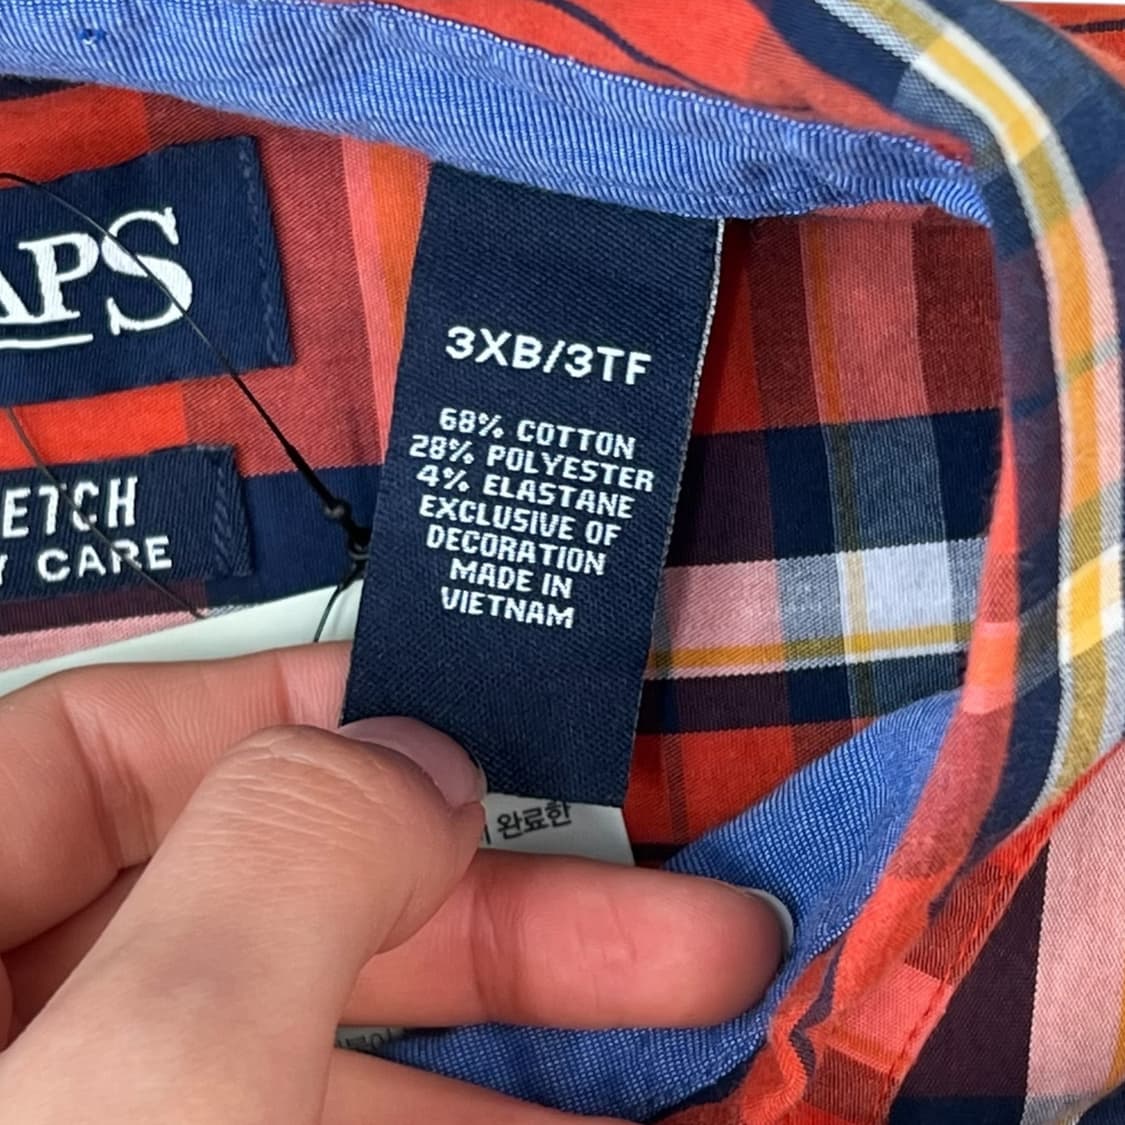 APS
ETCH
Y CARE
3XB/3TF
68% COTTON
28% POLYESTER
4% ELASTANE
EXCLUSIVE OF
DECORATION
MADE IN
VIETNAM
완료한